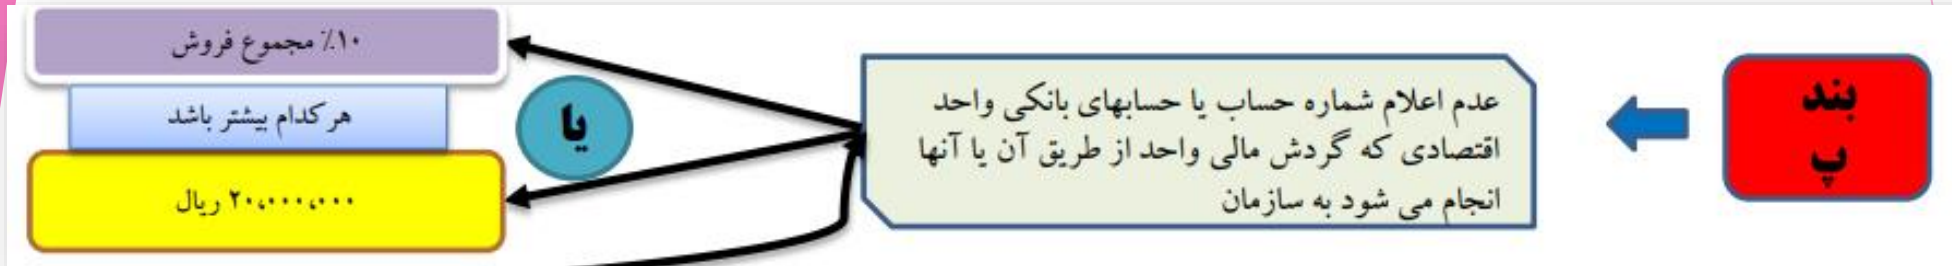 بند
پ
عدم اعلام شماره حساب یا حسابهای بانکی واحد
اقتصادی که گردش مالی واحد از طریق آن یا آنها
انجام می شود به سازمان
یا
۱۰٪ مجموع فروش
هر کدام بیشتر باشد
۲۰،۰۰۰،۰۰۰ ریال